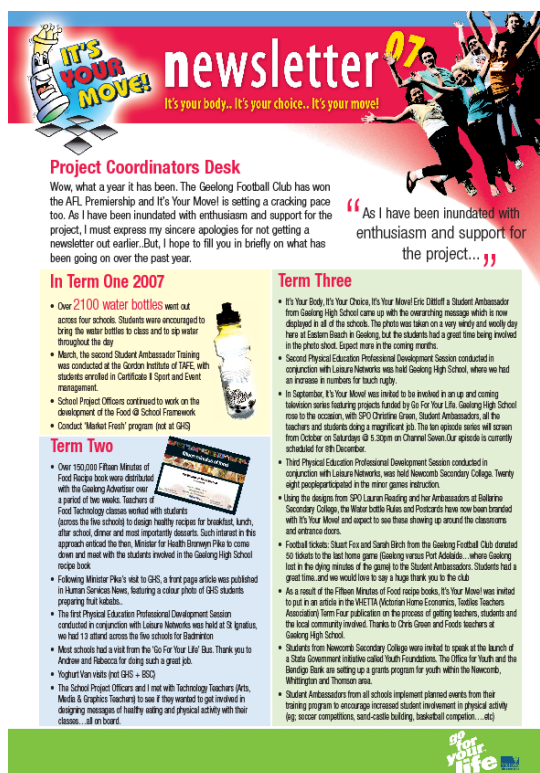 IT'S
YOUR
MOVE!
newsletter
07
It's your body.. It's your choice.. It's your move!
Project Coordinators Desk
Wow, what a year it has been. The Geelong Football Club has won
the AFL Premiership and It's Your Move! is setting a cracking pace
too. As I have been inundated with enthusiasm and support for the
project, I must express my sincere apologies for not getting a
newsletter out earlier..But, I hope to fill you in briefly on what has
been going on over the past year.
“As I have been inundated with
enthusiasm and support for
the project...”
In Term One 2007
• Over 2100 water bottles went out
across four schools. Students were encouraged to
bring the water bottles to class and to sip water
throughout the day
• March, the second Student Ambassador Training
was conducted at the Gordon Institute of TAFE, with
students enrolled in Certificate II Sport and Event
management.
• School Project Officers continued to work on the
development of the Food @ School Framework
• Conduct 'Market Fresh' program (not at GHS)
Term Two
• Over 150,000 Fifteen Minutes of
Food Recipe book were distributed
with the Geelong Advertiser over
a period of two weeks. Teachers of
Food Technology classes worked with students
(across the five schools) to design healthy recipes for breakfast, lunch,
after school, dinner and most importantly desserts. Such interest in this
approach enticed the then, Minister for Health Bronwyn Pike to come
down and meet with the students involved in the Geelong High School
recipe book
• Following Minister Pike's visit to GHS, a front page article was published
in Human Services News, featuring a colour photo of GHS students
preparing fruit kebabs..
• The first Physical Education Professional Development Session
conducted in conjunction with Leisure Networks was held at St Ignatius,
we had 12 attend across the five schools for Badminton
• Most schools had a visit from the 'Go For Your Life' Bus. Thank you to
Andrew and Rebecca for doing such a great job.
• Yoghurt Van visits (not GHS + BSC)
• The School Project Officers and I met with Technology Teachers (Arts,
Media & Graphics Teachers) to see if they wanted to get involved in
designing messages of healthy eating and physical activity with their
classes...all on board.
Term Three
• It's Your Body, It's Your Choice, It's Your Move! Eric Dittloff a Student Ambassador
from Geelong High School came up with the overarching message which is now
displayed in all of the schools. The photo was taken on a very windy and woolly day
here at Eastern Beach in Geelong, but the students had a great time being involved
in the photo shoot. Expect more in the coming months.
• Second Physical Education Professional Development Session conducted in
conjunction with Leisure Networks was held Geelong High School, where we had
an increase in numbers for touch rugby.
• In September, It's Your Move! was invited to be involved in an up and coming
television series featuring projects funded by Go For Your Life. Geelong High School
rose to the occasion, with SPO Christine Green, Student Ambassadors, all the
teachers and students doing a magnificent job. The ten episode series will screen
from October on Saturdays @ 5.30pm on Channel Seven.Our episode is currently
scheduled for 8th December.
• Third Physical Education Professional Development Session conducted in
conjunction with Leisure Networks, was held Newcomb Secondary College. Twenty
eight peopleparticipated in the minor games instruction.
• Using the designs from SPO Lauran Reading and her Ambassadors at Bellarine
Secondary College, the Water bottle Rules and Postcards have now been branded
with It's Your Move! and expect to see these showing up around the classrooms
and entrance doors.
• Football tickets: Stuart Fox and Sarah Birch from the Geelong Football Club donated
50 tickets to the last home game (Geelong versus Port Adelaide...where Geelong
lost in the dying minutes of the game) to the Student Ambassadors. Students had a
great time..and we would love to say a huge thank you to the club
• As a result of the Fifteen Minutes of Food recipe books, It's Your Move! was invited
to put in an article in the VHETTA (Victorian Home Economics, Textiles Teachers
Association) Term Four publication on the process of getting teachers, students and
the local community involved. Thanks to Chris Green and Foods teachers at
Geelong High School.
• Students from Newcomb Secondary College were invited to speak at the launch of
a State Government initiative called Youth Foundations. The Office for Youth and the
Bendigo Bank are setting up a grants program for youth within the Newcomb,
Whittington and Thomson area.
• Student Ambassadors from all schools implement planned events from their
training program to encourage increased student involvement in physical activity
(eg; soccer competitions, sand-castle building, basketball competion....etc)
go
for
your
life